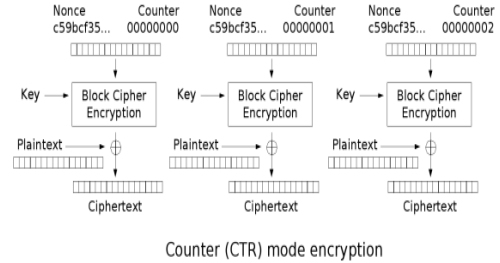 Nonce Counter Nonce Counter Nonce Counter
c59bcf35... 00000000 c59bcf35... 00000001 c59bcf35... 00000002
Key Block Cipher Encryption Key Block Cipher Encryption Key Block Cipher Encryption
Plaintext Plaintext Plaintext
Ciphertext Ciphertext Ciphertext
Counter (CTR) mode encryption